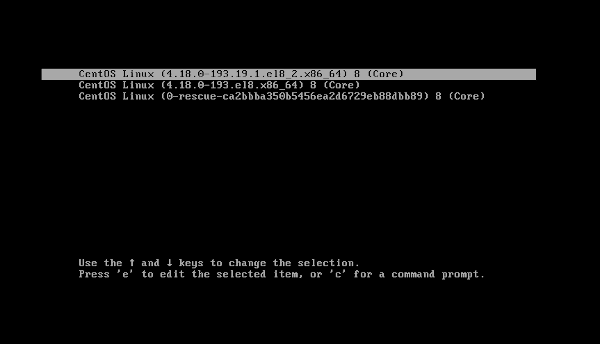 CentOS Linux (4.18.0-193.19.1.el8_2.x86_64) 8 (Core)
CentOS Linux (4.18.0-193.el8.x86_64) 8 (Core)
CentOS Linux (0-rescue-ca2bbba350b5456ea2d6729eb88dbb89) 8 (Core)
Use the ↑ and ↓ keys to change the selection.
Press 'e' to edit the selected item, or 'c' for a command prompt.